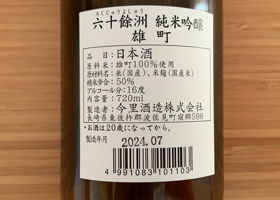 ろくじゅうよしゅう
六十餘洲 純米吟醸
雄町
品目:日本酒
原料米:雄町100%使用
原材料名:米(国産)、米麹(国産米)
精米歩合:50%
アルコール分:16度
内容量:720ml
製造者:今里酒造株式会社
長崎県東彼杵郡波佐見町宿郷596
・お酒は20歳になってから。
製造年月 2024.07
4991083101103